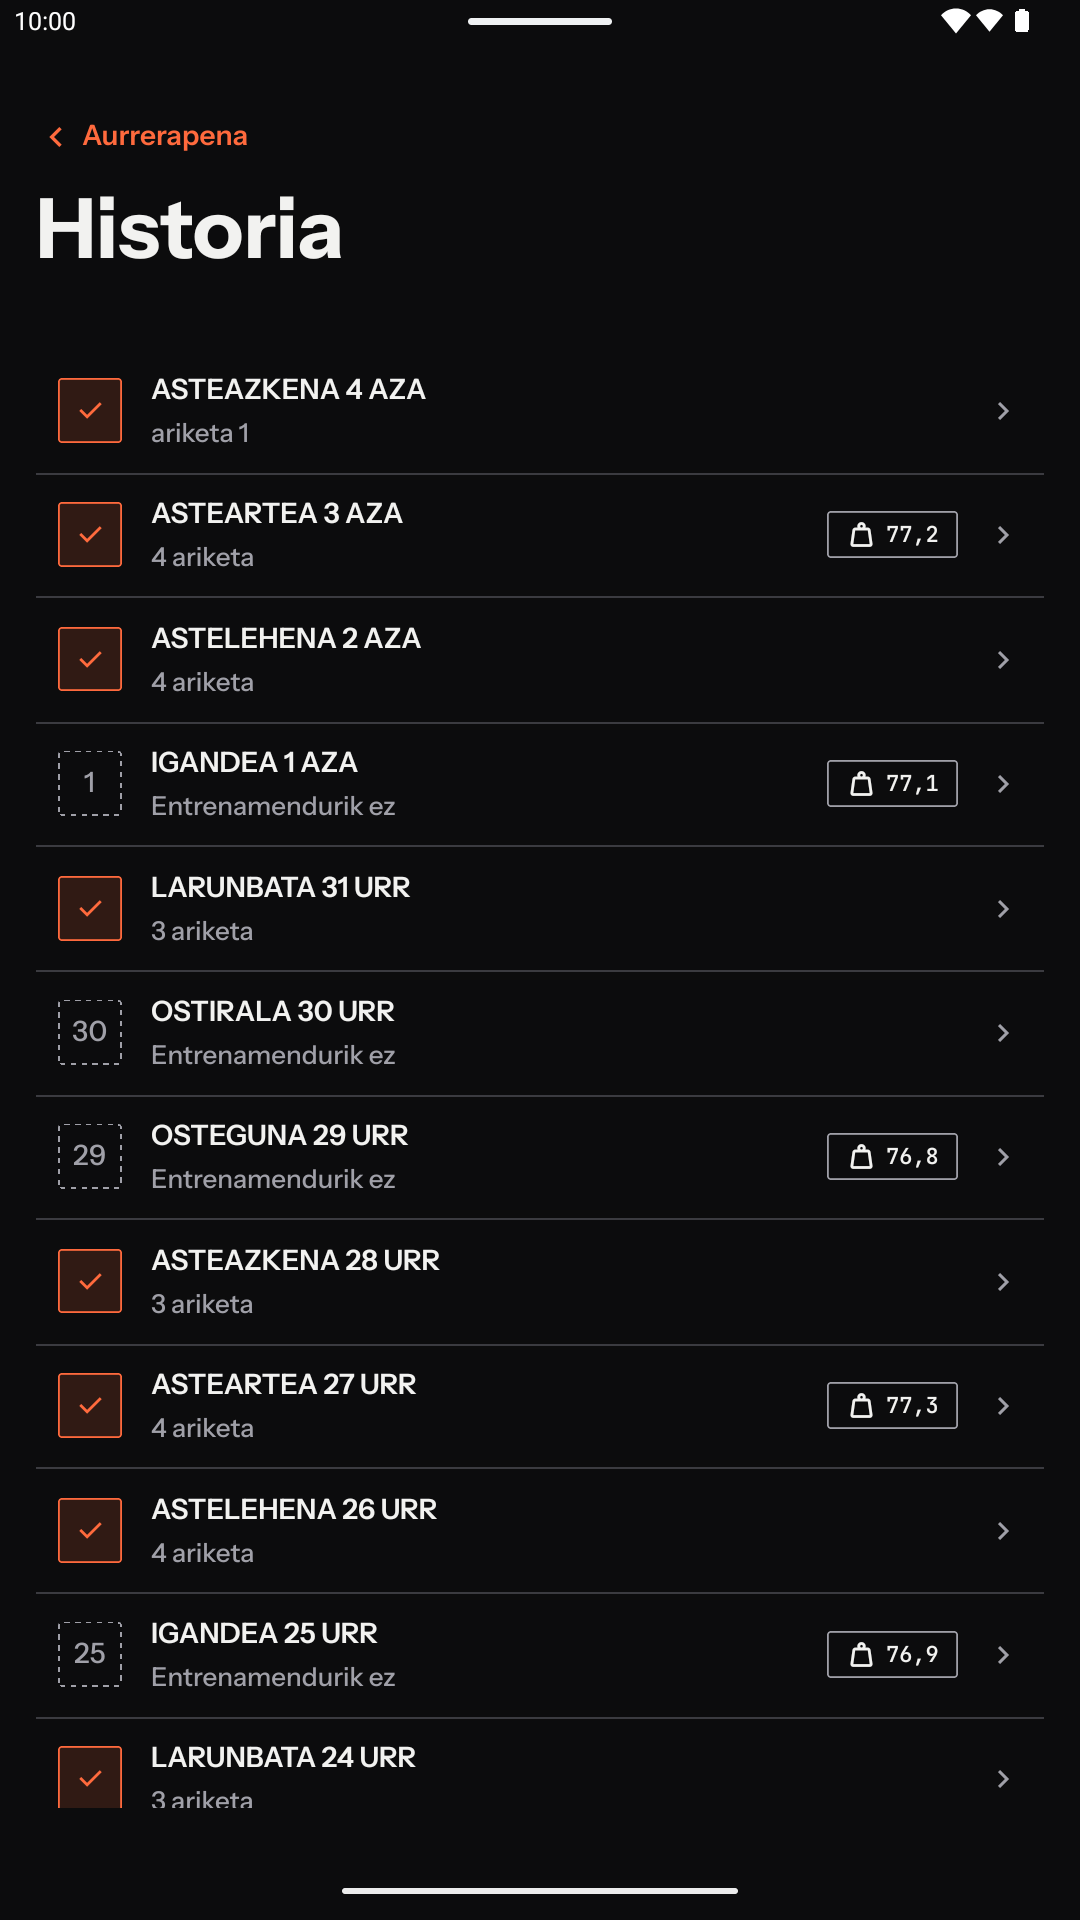 10:00
Aurrerapena
Historia
ASTEAZKENA 4 AZA
ariketa 1
ASTEARTEA 3 AZA
4 ariketa
77,2
ASTELEHENA 2 AZA
4 ariketa
1
IGANDEA 1 AZA
Entrenamendurik ez
77,1
LARUNBATA 31 URR
3 ariketa
30
OSTIRALA 30 URR
Entrenamendurik ez
29
OSTEGUNA 29 URR
Entrenamendurik ez
76,8
ASTEAZKENA 28 URR
3 ariketa
ASTEARTEA 27 URR
4 ariketa
77,3
ASTELEHENA 26 URR
4 ariketa
25
IGANDEA 25 URR
Entrenamendurik ez
76,9
LARUNBATA 24 URR
3 ariketa